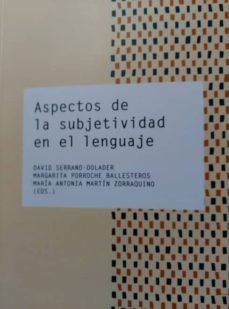 Aspectos de
la subjetividad
en el lenguaje
DAVID SERRANO-DOLADER
MARGARITA PORROCHE BALLESTEROS
MARÍA ANTONIA MARTÍN ZORRAQUINO
(EDS.)